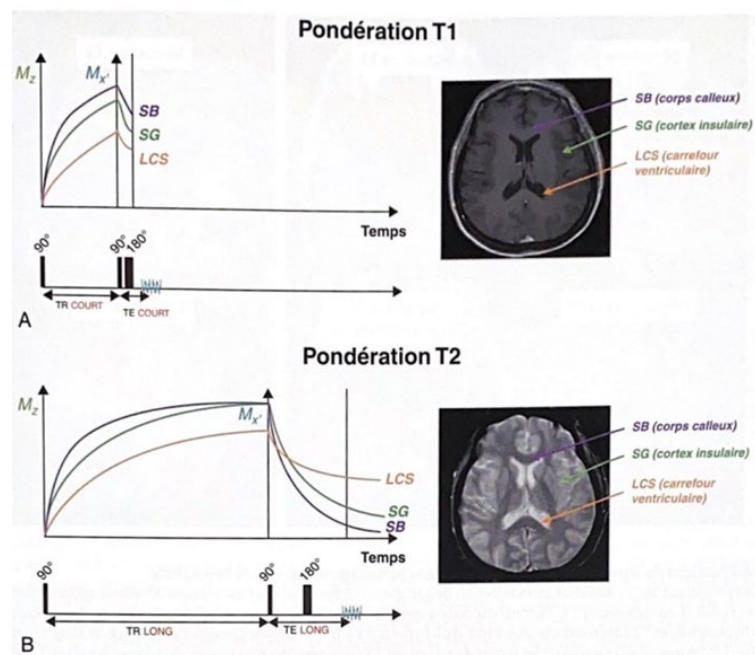 Pondération T1
Mz
Mx'
SB
SG
LCS
Temps
SB (corps calleux)
SG (cortex insulaire)
LCS (carrefour
ventriculaire)
90°
90°
180°
TR COURT
TE COURT
A
Pondération T2
Mz
Mx'
LCS
SG
SB
Temps
SB (corps calleux)
SG (cortex insulaire)
LCS (carrefour
ventriculaire)
90°
90°
180°
TR LONG
TE LONG
B